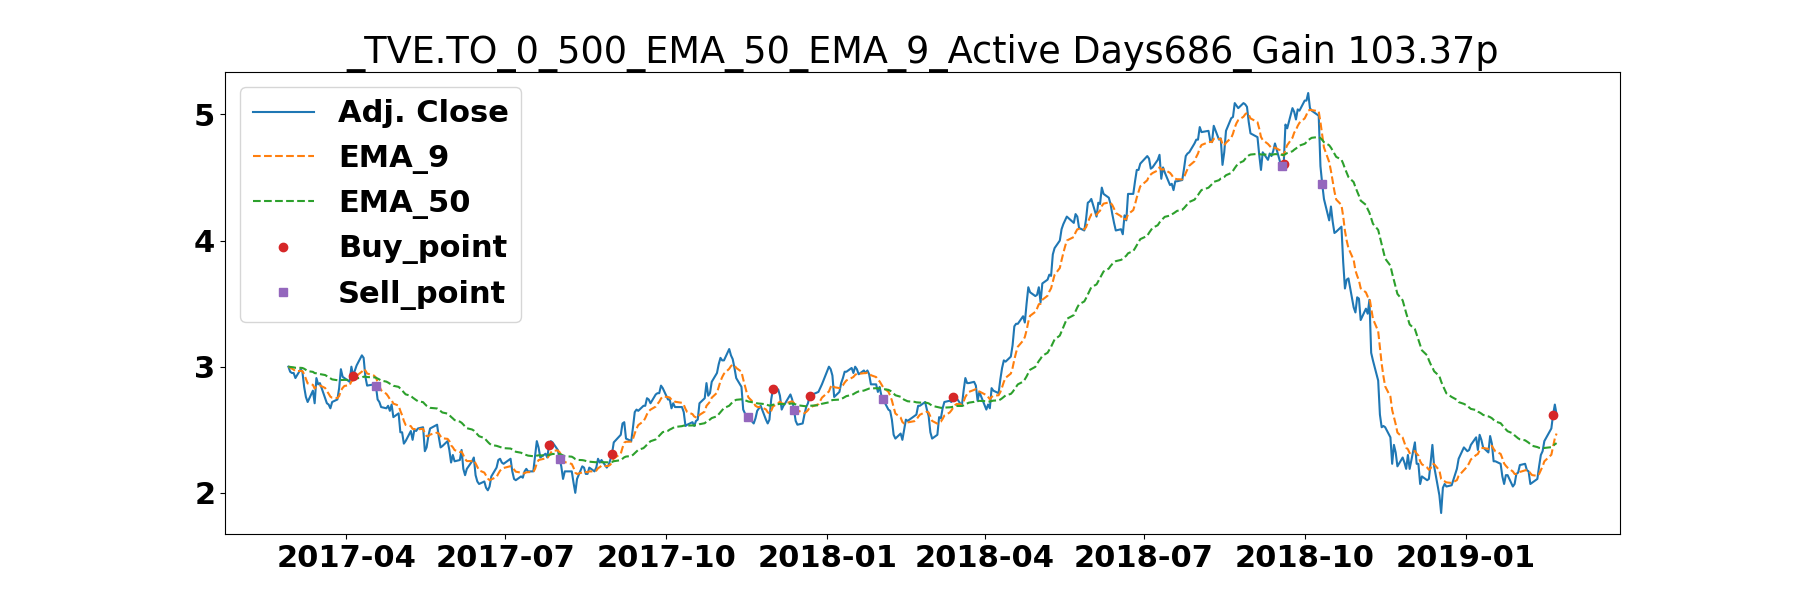 _TVE.TO_0_500_EMA_50_EMA_9_Active Days686_Gain 103.37p
5
4
3
2
Adj. Close
EMA_9
EMA_50
Buy_point
Sell_point
2017-04 2017-07 2017-10 2018-01 2018-04 2018-07 2018-10 2019-01